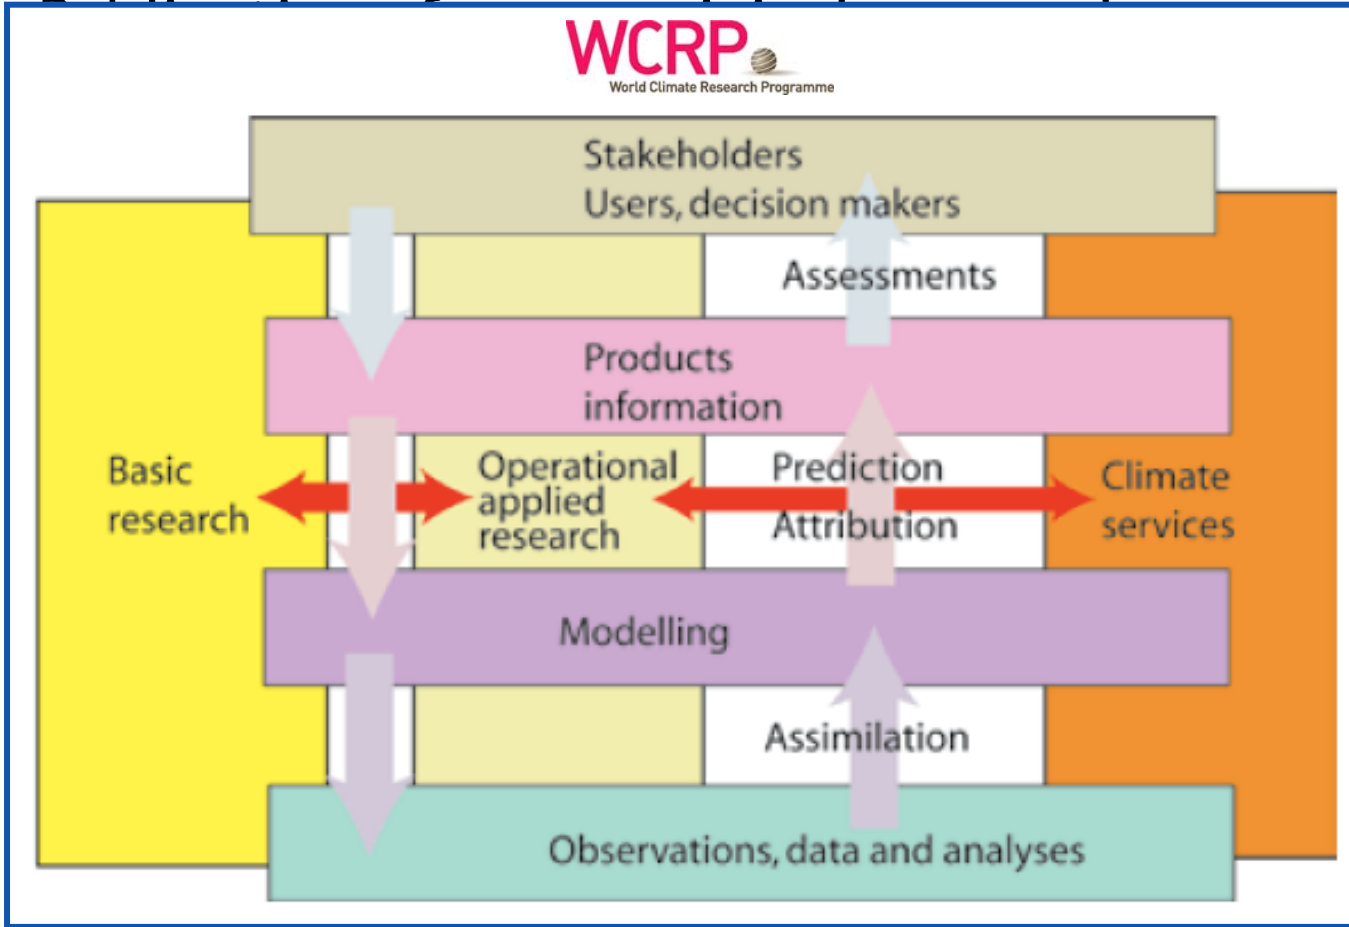 WCRP
World Climate Research Programme
Stakeholders
Users, decision makers
Assessments
Products
information
Basic
research
Operational
applied
research
Prediction
Attribution
Climate
services
Modelling
Assimilation
Observations, data and analyses